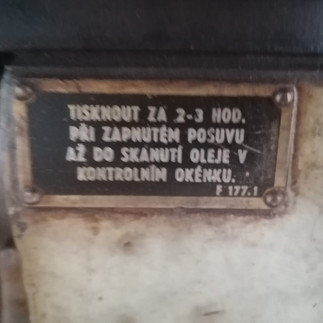 TISKNOUT ZA 2-3 HOD.
PŘI ZAPNUTÉM POSUVU
AŽ DO SKANUTÍ OLEJE V
KONTROLNÍM OKÉNKU.
F 177.1